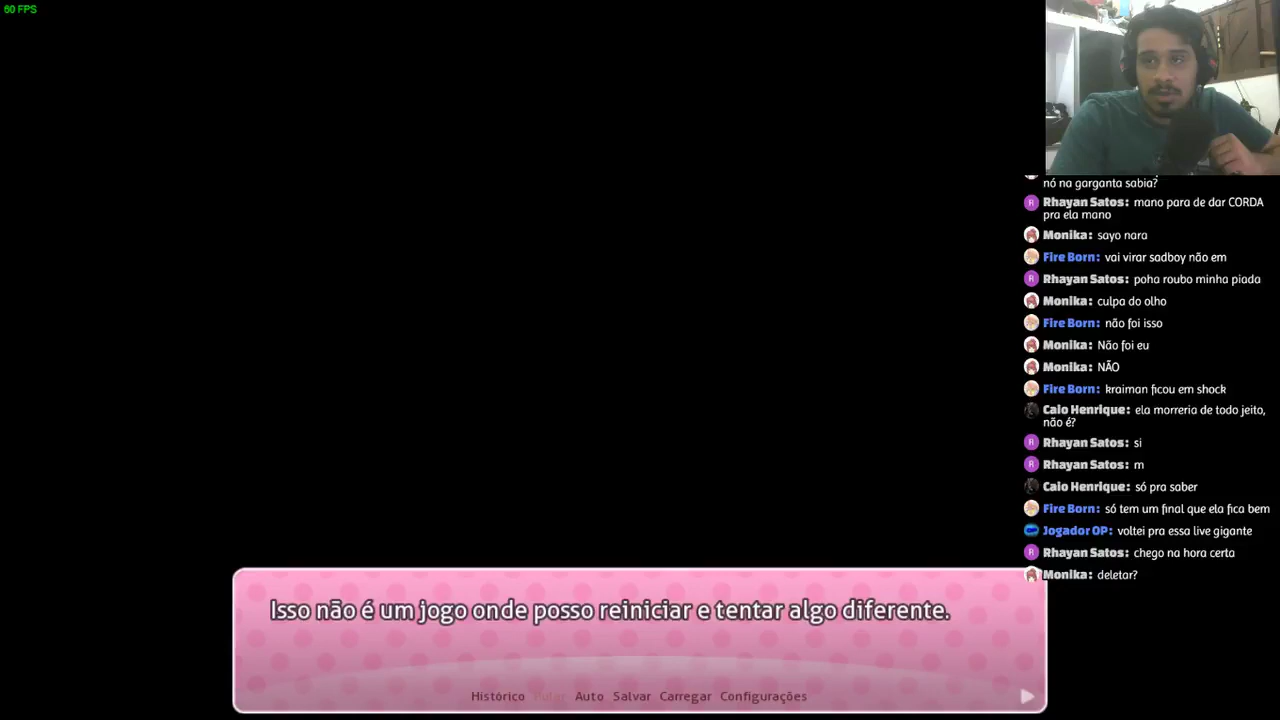 60 FPS
nó na garganta sabia?
Rhayan Satos: mano para de dar CORDA
pra ela mano
Monika: sayo nara
Fire Born: vai virar sadboy não em
Rhayan Satos: poha roubo minha piada
Monika: culpa do olho
Fire Born: não foi isso
Monika: Não foi eu
Monika: NÃO
Fire Born: kraiman ficou em shock
Caio Henrique: ela morreria de todo jeito,
não é?
Rhayan Satos: si
Rhayan Satos: m
Caio Henrique: só pra saber
Fire Born: só tem um final que ela fica bem
Jogador OP: voltei pra essa live gigante
Rhayan Satos: chego na hora certa
Monika: deletar?
Isso não é um jogo onde posso reiniciar e tentar algo diferente.
Histórico Pular Auto Salvar Carregar Configurações